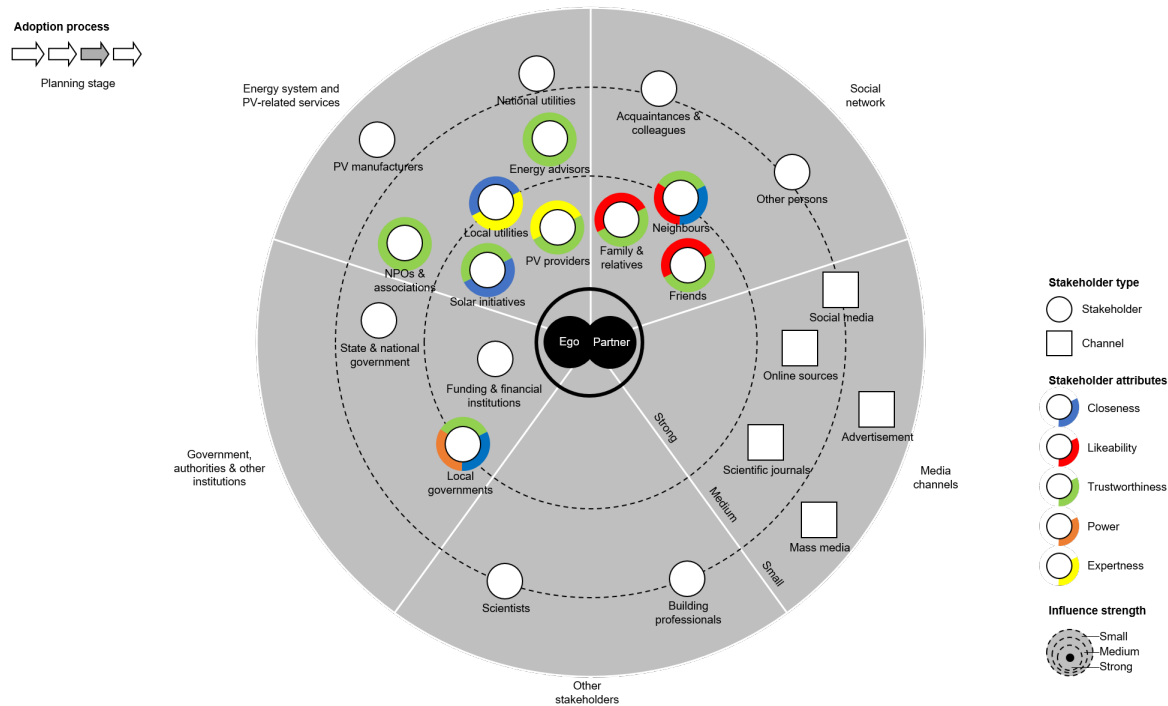 Adoption process
Planning stage
Energy system and
PV-related services
Social
network
National utilities
Acquaintances &
colleagues
PV manufacturers
Energy advisors
Other persons
Local utilities
Neighbours
PV providers
Family &
relatives
NPOs &
associations
Solar initiatives
Friends
Social media
State & national
government
Ego
Partner
Online sources
Funding & financial
institutions
Strong
Advertisement
Government,
authorities & other
institutions
Local
governments
Scientific journals
Media
channels
Medium
Mass media
Small
Scientists
Building
professionals
Other
stakeholders
Stakeholder type
Stakeholder
Channel
Stakeholder attributes
Closeness
Likeability
Trustworthiness
Power
Expertness
Influence strength
Small
Medium
Strong